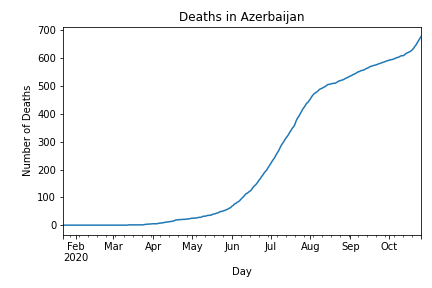 Deaths in Azerbaijan
Number of Deaths
700
600
500
400
300
200
100
0
Feb Mar Apr May Jun Jul Aug Sep Oct
2020
Day